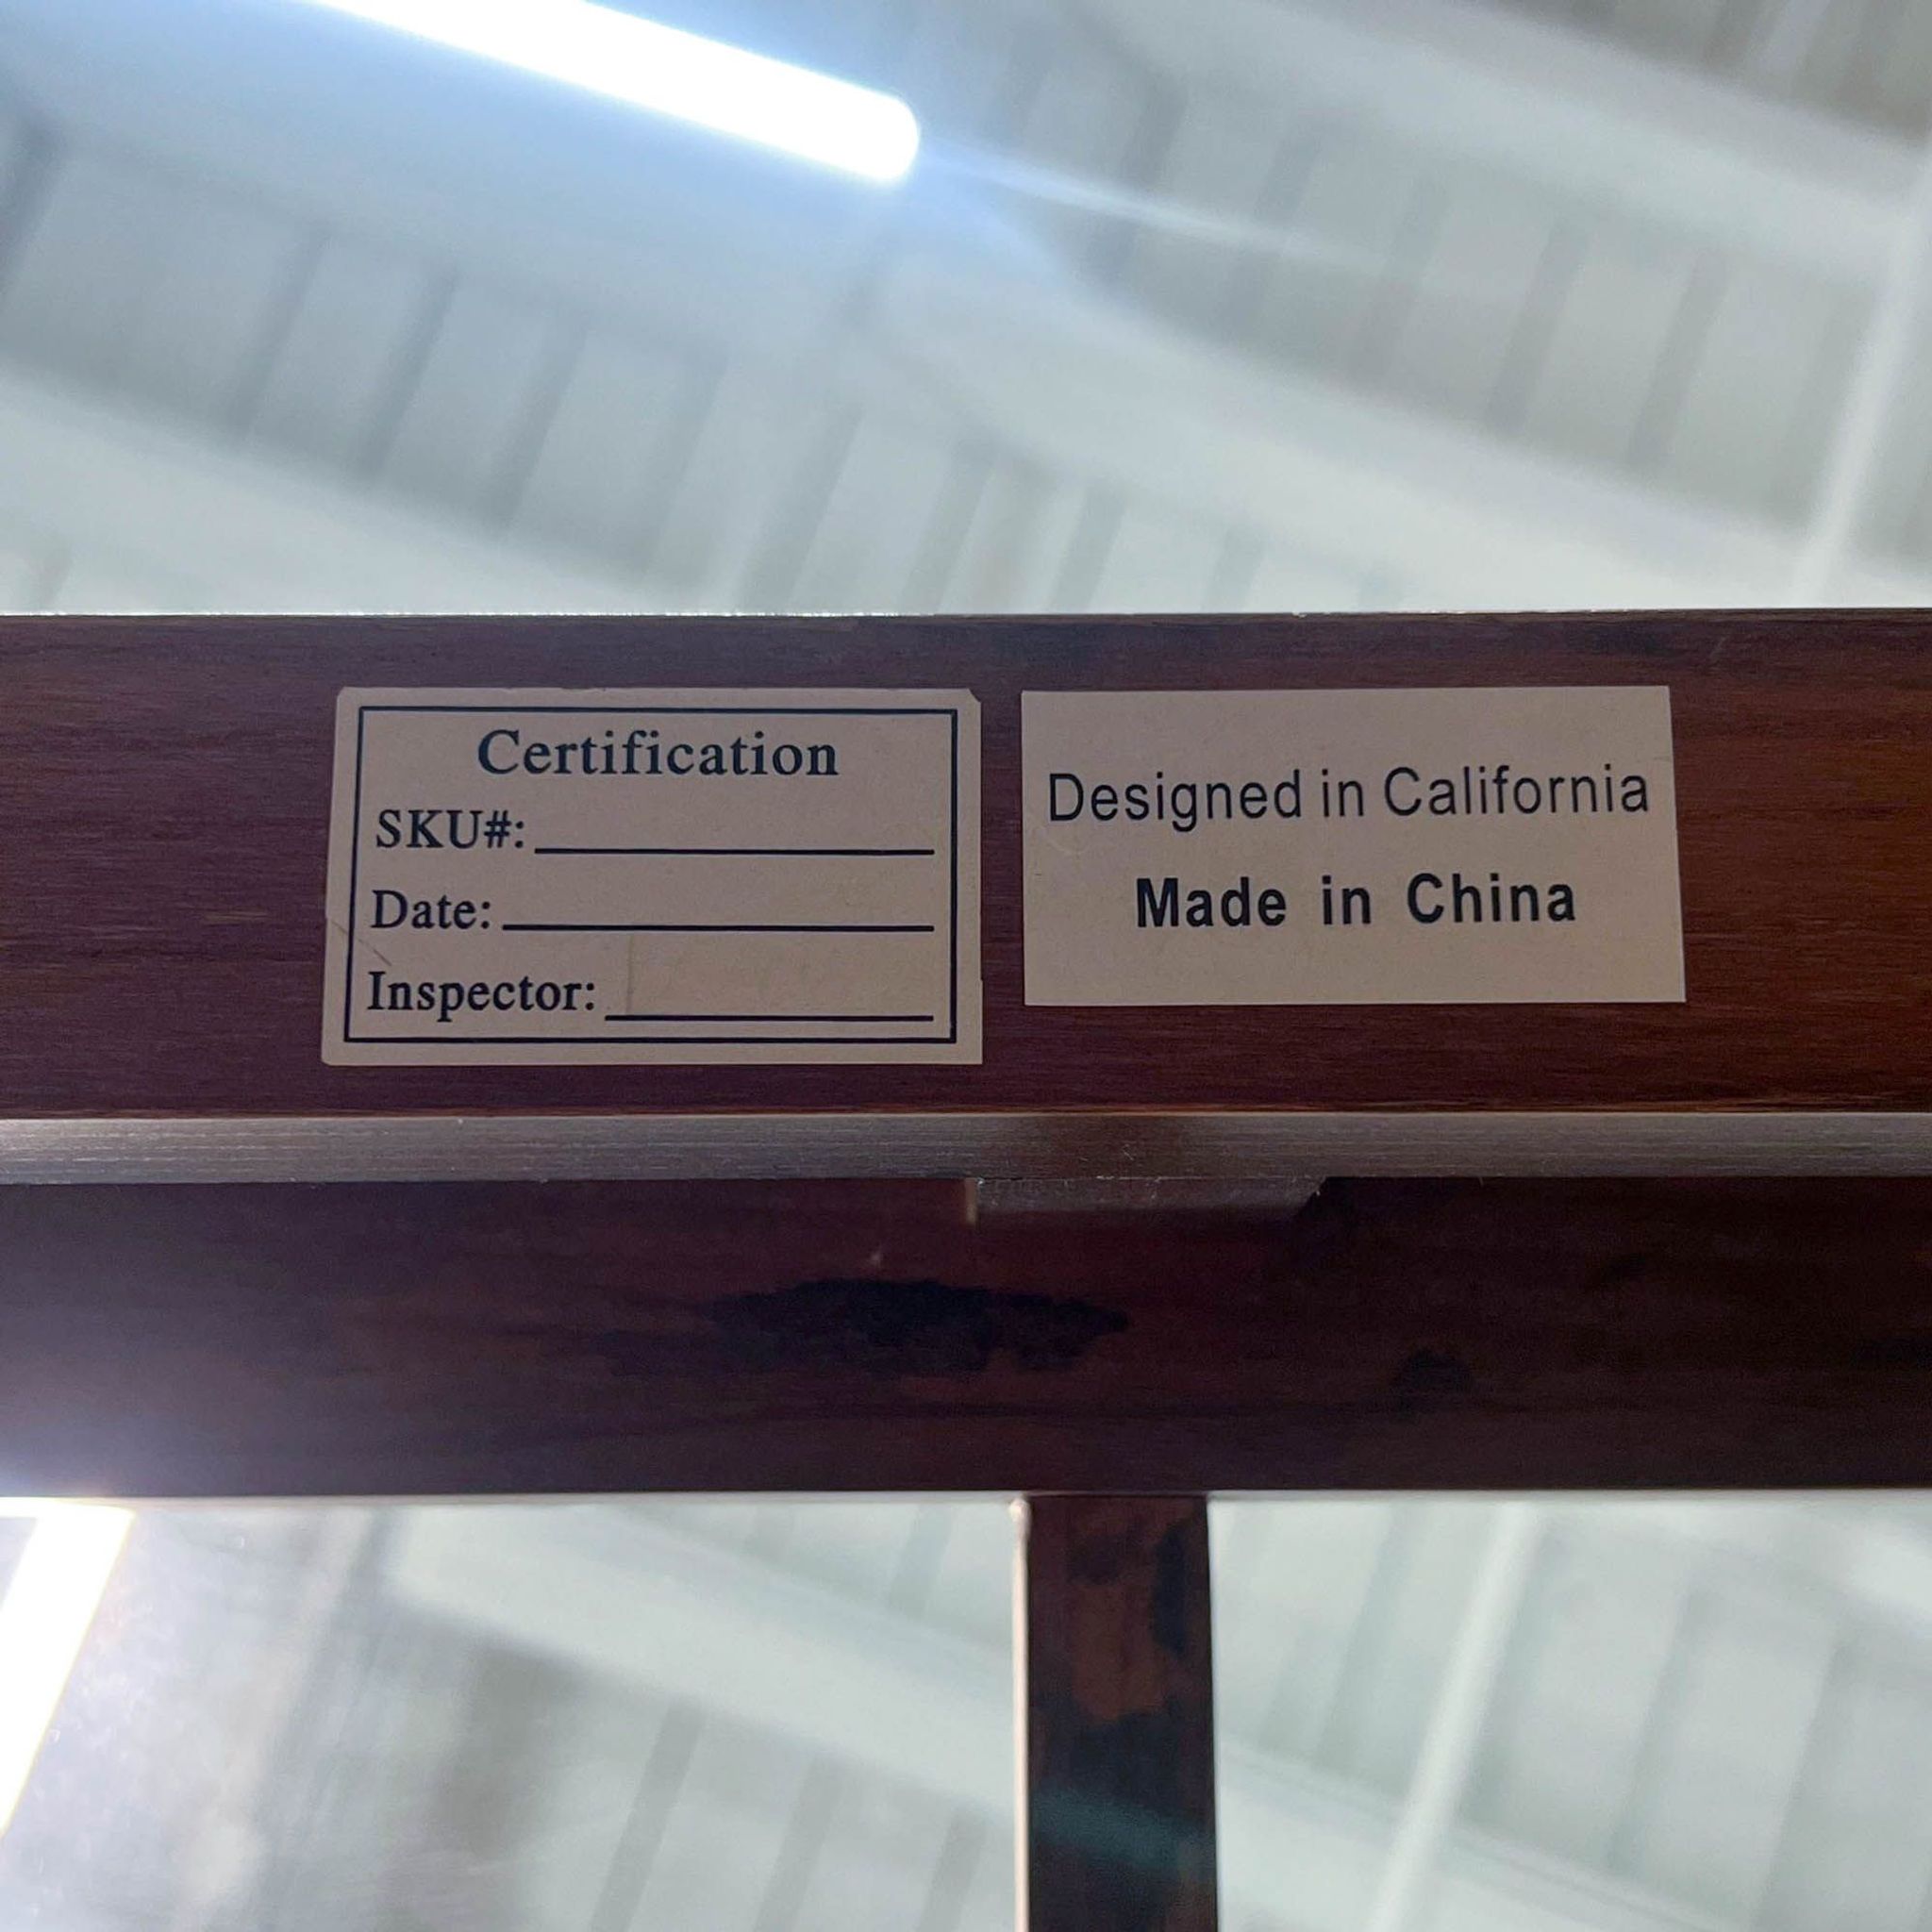 Certification
SKU#:
Date:
Inspector:
Designed in California
Made in China